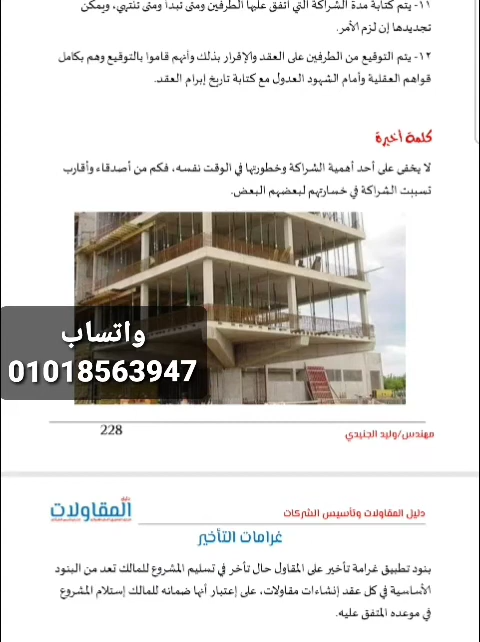 ١١- يتم كتابة مدة الشراكة التي اتفق عليها الطرفين ومتى تبدأ ومتى تنتهي، ويمكن
تجديدها إن لزم الأمر.
١٢- يتم التوقيع من الطرفين على العقد والإقرار بذلك وأنهم قاموا بالتوقيع وهم بكامل
قواهم العقلية وأمام الشهود العدول مع كتابة تاريخ إبرام العقد.
كلمة أخيرة
لا يخفى على أحد أهمية الشراكة وخطورتها في الوقت نفسه، فكم من أصدقاء وأقارب
تسببت الشراكة في خسارتهم لبعضهم البعض.
واتساب
01018563947
228
مهندس/وليد الجنيدي
دليل
المقاولات
دليل المقاولات وتأسيس الشركات
غرامات التأخير
بنود تطبيق غرامة تأخير على المقاول حال تأخر في تسليم المشروع للمالك تعد من البنود
الأساسية في كل عقد إنشاءات مقاولات، على إعتبار أنها ضمانه للمالك إستلام المشروع
في موعده المتفق عليه.